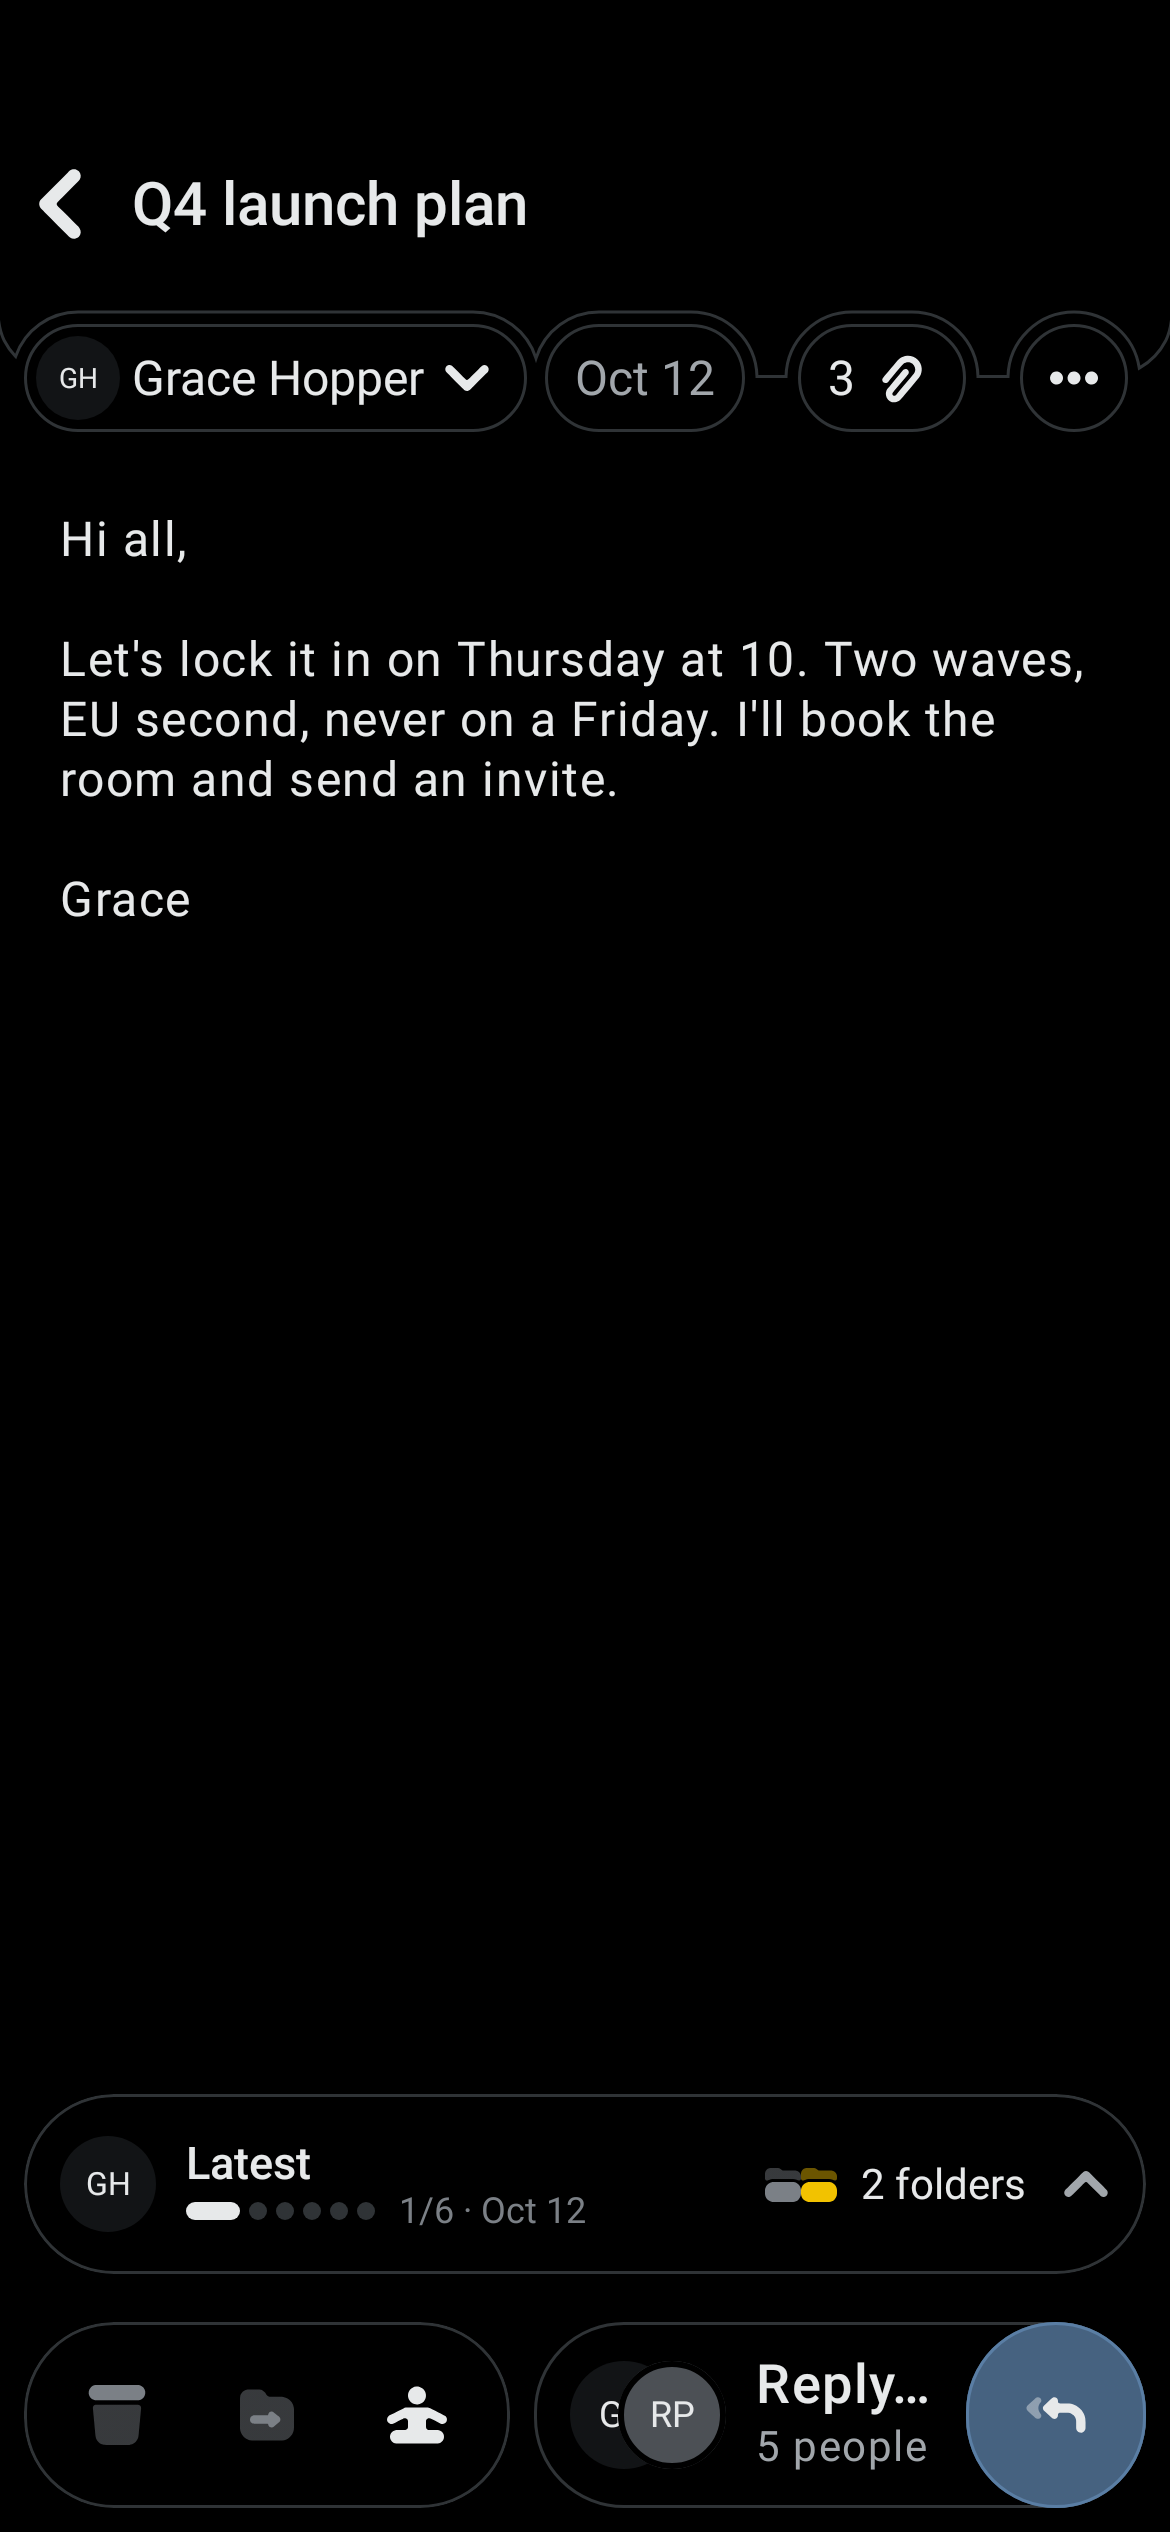 Q4 launch plan
GH Grace Hopper Oct 12 3
Hi all,
Let's lock it in on Thursday at 10. Two waves,
EU second, never on a Friday. I'll book the
room and send an invite.
Grace
GH Latest 2 folders
1/6 · Oct 12
G RP Reply...
5 people